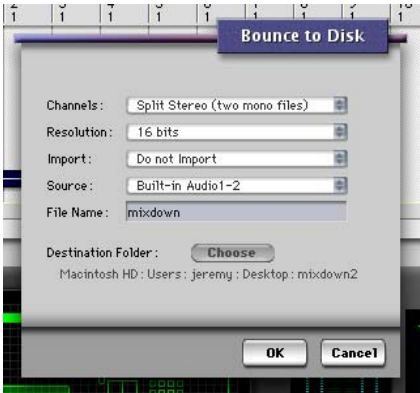 Bounce to Disk
Channels: Split Stereo (two mono files)
Resolution: 16 bits
Import: Do not Import
Source: Built-in Audio1-2
File Name: mixdown
Destination Folder: Choose
Macintosh HD: Users: jeremy: Desktop: mixdown2
OK Cancel